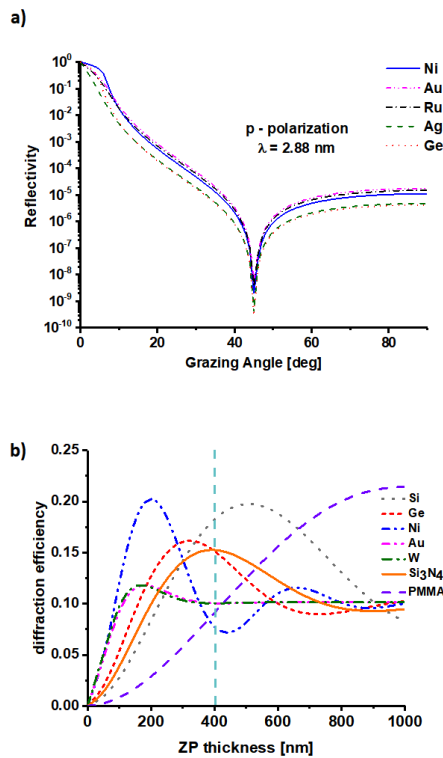 a)
10⁰
10⁻¹
10⁻²
10⁻³
10⁻⁴
10⁻⁵
10⁻⁶
10⁻⁷
10⁻⁸
10⁻⁹
10⁻¹⁰
Reflectivity
Ni
Au
Ru
Ag
Ge
p - polarization
λ = 2.88 nm
0 20 40 60 80
Grazing Angle [deg]
b)
0.25
0.20
0.15
0.10
0.05
0.00
diffraction efficiency
Si
Ge
Ni
Au
W
Si₃N₄
PMMA
0 200 400 600 800 1000
ZP thickness [nm]